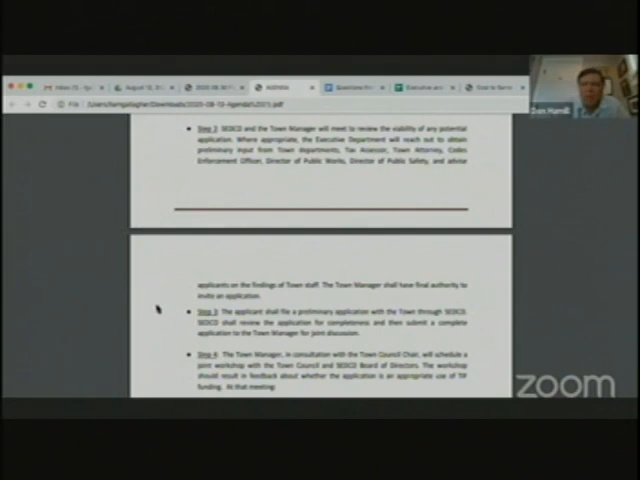 AGENDA
File
Don Hamill
Step 2: SEDCO and the Town Manager will meet to review the viability of any potential
application. Where appropriate, the Executive Department will reach out to obtain
preliminary input from Town departments, Tax Assessor, Town Attorney, Codes
Enforcement Officer, Director of Public Works, Director of Public Safety, and advise
applicants on the findings of Town staff. The Town Manager shall have final authority to
invite an application.
Step 3: The applicant shall file a preliminary application with the Town through SEDCO.
SEDCO shall review the application for completeness and then submit a complete
application to the Town Manager for joint discussion.
Step 4: The Town Manager, in consultation with the Town Council Chair, will schedule a
joint workshop with the Town Council and SEDCO Board of Directors. The workshop
should result in feedback about whether the application is an appropriate use of TIF
funding. At that meeting:
zoom